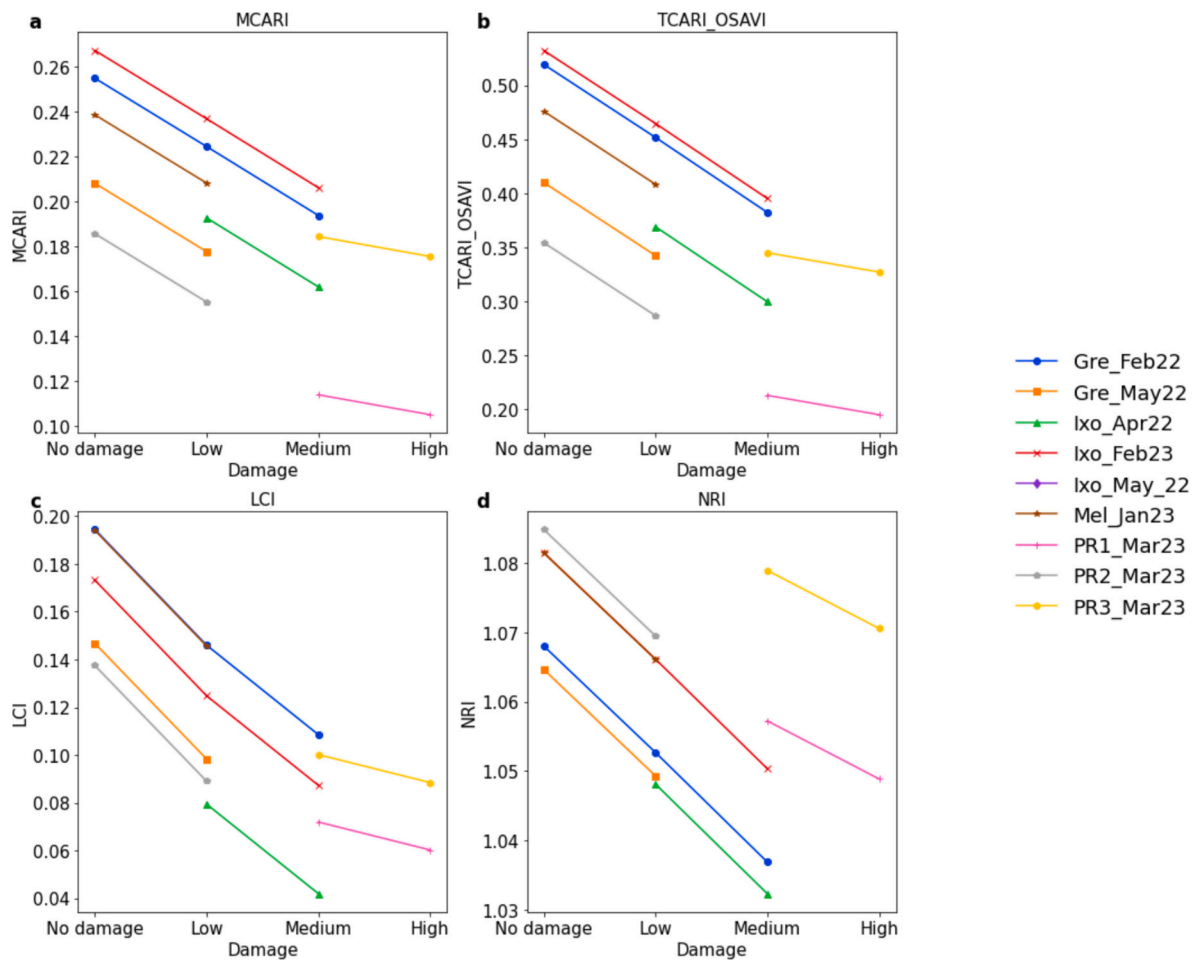 a
MCARI
MCARI
0.26
0.24
0.22
0.20
0.18
0.16
0.14
0.12
0.10
No damage Low Medium High
Damage
b
TCARI_OSAVI
TCARI_OSAVI
0.50
0.45
0.40
0.35
0.30
0.25
0.20
No damage Low Medium High
Damage
c
LCI
LCI
0.20
0.18
0.16
0.14
0.12
0.10
0.08
0.06
0.04
No damage Low Medium High
Damage
d
NRI
NRI
1.08
1.07
1.06
1.05
1.04
1.03
No damage Low Medium High
Damage
Gre_Feb22
Gre_May22
Ixo_Apr22
Ixo_Feb23
Ixo_May_22
Mel_Jan23
PR1_Mar23
PR2_Mar23
PR3_Mar23